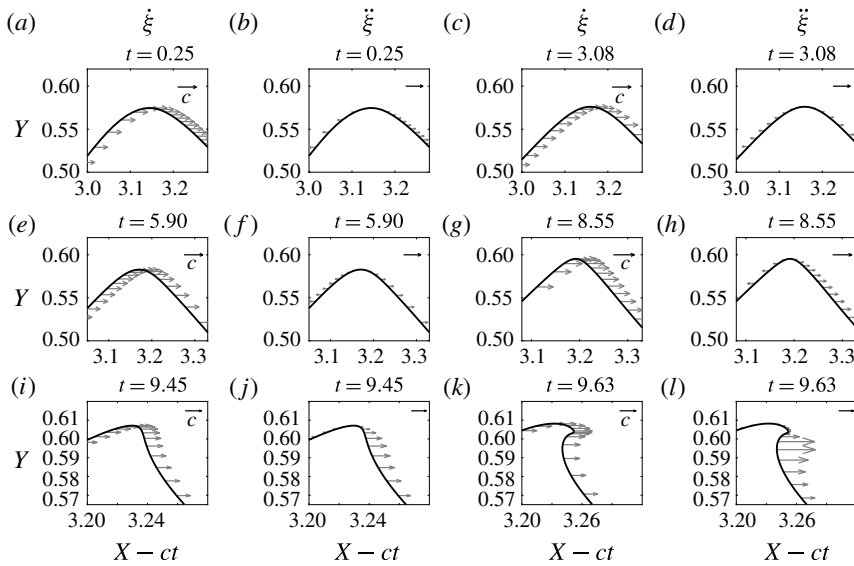 (a) ξ̇ (b) ξ̈ (c) ξ̇ (d) ξ̈
t = 0.25 t = 0.25 t = 3.08 t = 3.08
0.60 c 0.60 0.60 c 0.60
Y 0.55 0.55 0.55 0.55
0.50 0.50 0.50 0.50
3.0 3.1 3.2 3.0 3.1 3.2 3.0 3.1 3.2 3.0 3.1 3.2
(e) t = 5.90 (f) t = 5.90 (g) t = 8.55 (h) t = 8.55
0.60 c 0.60 0.60 c 0.60
Y 0.55 0.55 0.55 0.55
0.50 0.50 0.50 0.50
3.1 3.2 3.3 3.1 3.2 3.3 3.1 3.2 3.3 3.1 3.2 3.3
(i) t = 9.45 (j) t = 9.45 (k) t = 9.63 (l) t = 9.63
0.61 c 0.61 0.61 c 0.61
0.60 0.60 0.60 0.60
Y 0.59 0.59 0.59 0.59
0.58 0.58 0.58 0.58
0.57 0.57 0.57 0.57
3.20 3.24 3.20 3.24 3.20 3.26 3.20 3.26
X − ct X − ct X − ct X − ct